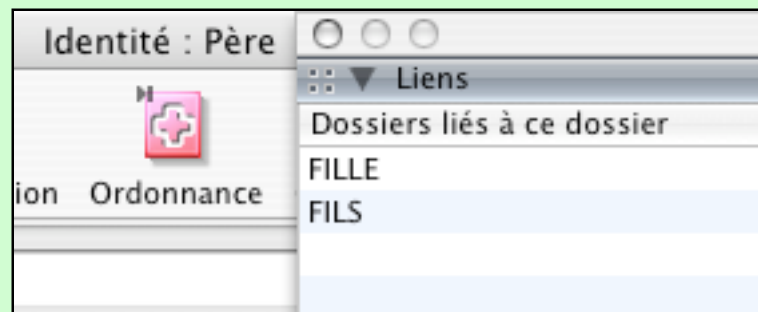 Identité : Père
Liens
Dossiers liés à ce dossier
FILLE
FILS
ion Ordonnance